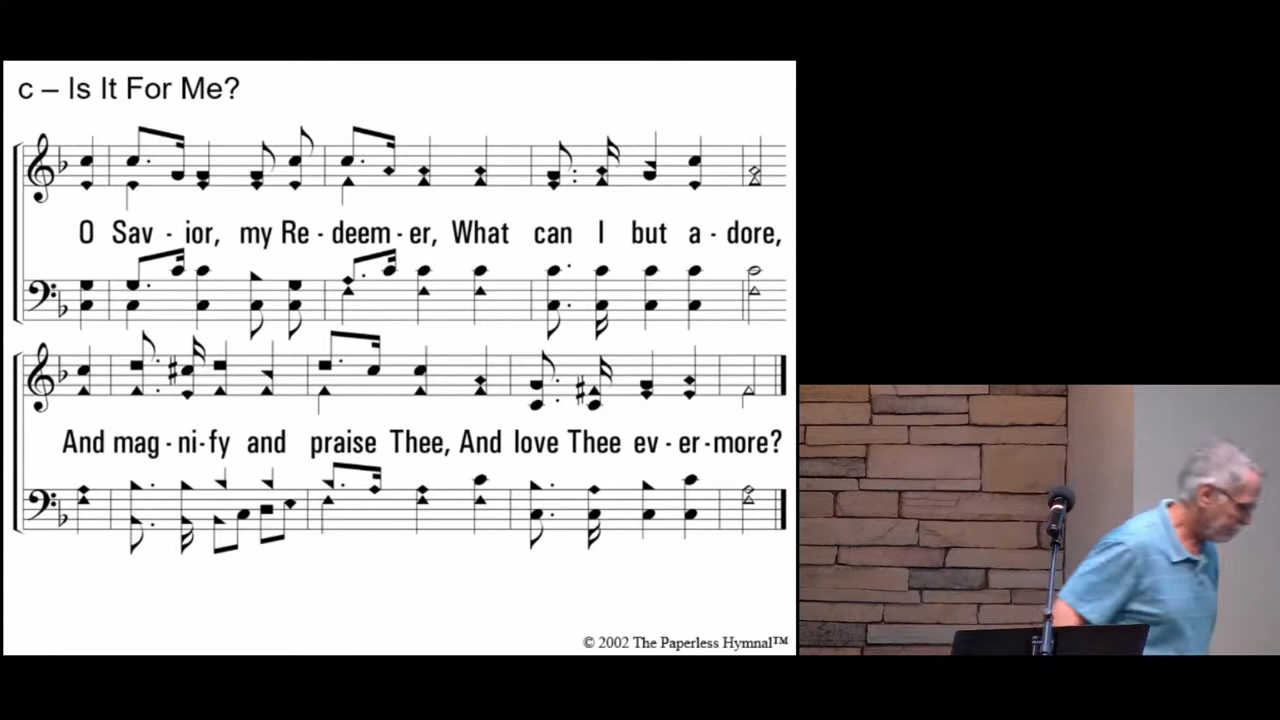 c – Is It For Me?
O Sav - ior, my Re - deem - er, What can I but a - dore,
And mag - ni - fy and praise Thee, And love Thee ev - er - more?
© 2002 The Paperless Hymnal™